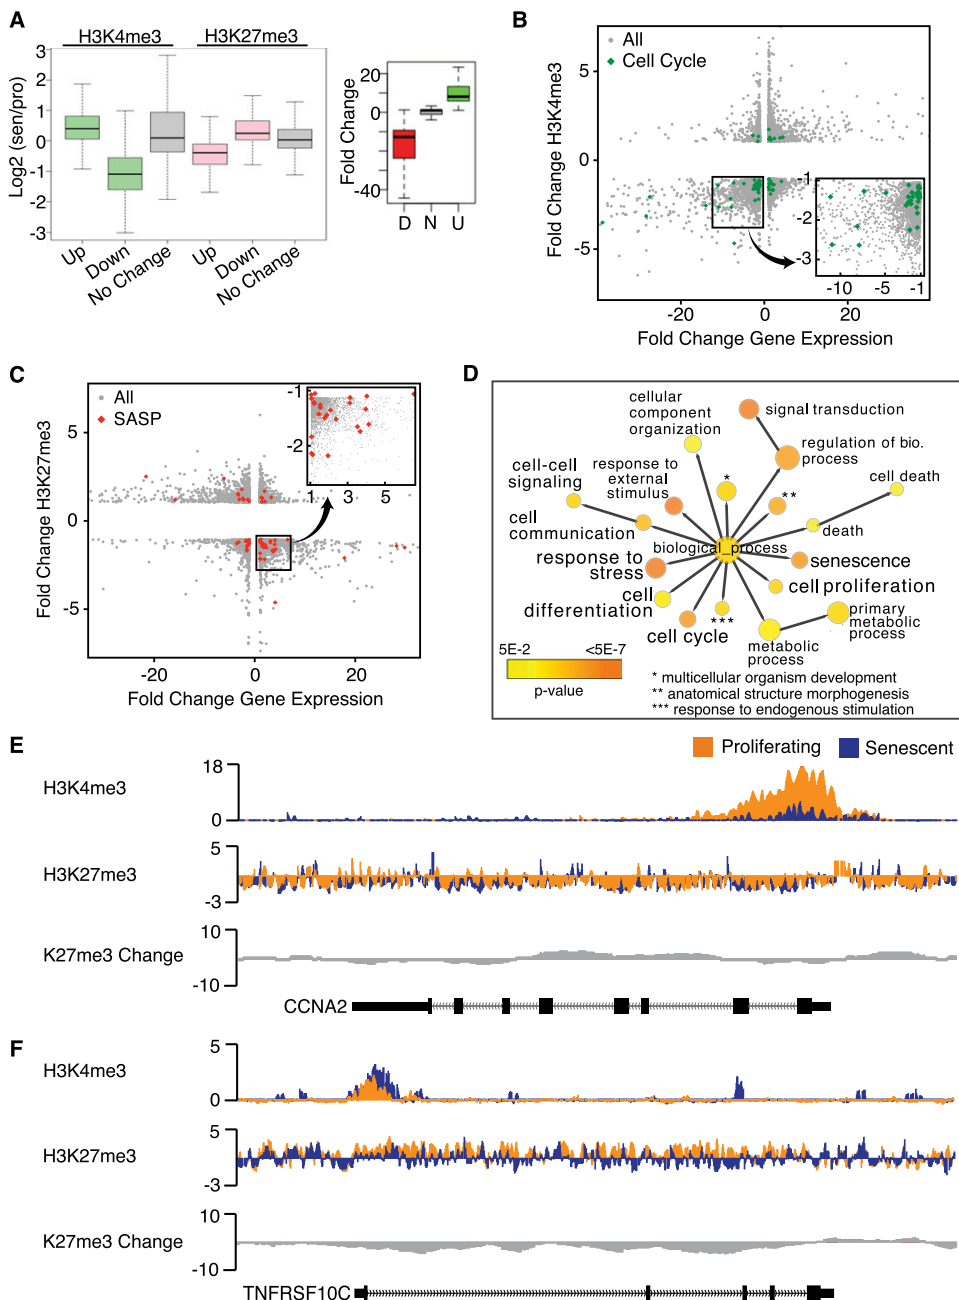 A
H3K4me3 H3K27me3
Log2 (sen/pro)
3
2
1
0
-1
-2
-3
Up
Down
No Change
Up
Down
No Change
Fold Change
20
0
-40
D N U
B
Fold Change H3K4me3
All
Cell Cycle
5
0
-5
-1
-2
-3
-10 -5 -1
-20 0 20
Fold Change Gene Expression
C
Fold Change H3K27me3
All
SASP
5
0
-5
-1
-2
1 3 5
-20 0 20
Fold Change Gene Expression
D
cellular
component
organization
signal transduction
regulation of bio.
process
cell-cell
signaling
response to
external
stimulus
*
**
cell death
cell
communication
death
biological_process
response to
stress
senescence
cell
differentiation
cell proliferation
cell cycle
***
primary
metabolic
process
metabolic
process
5E-2 <5E-7
p-value
* multicellular organism development
** anatomical structure morphogenesis
*** response to endogenous stimulation
E
Proliferating Senescent
H3K4me3
18
0
H3K27me3
5
-3
K27me3 Change
10
-10
CCNA2
F
H3K4me3
5
0
H3K27me3
5
-3
K27me3 Change
10
-10
TNFRSF10C